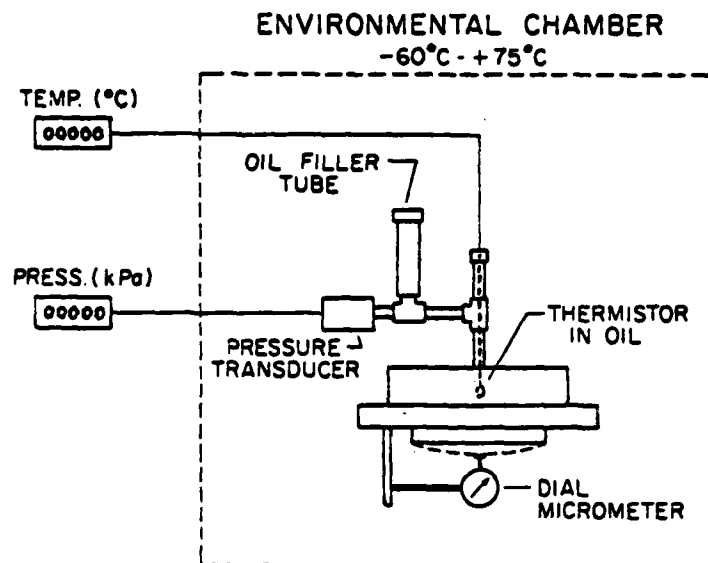 ENVIRONMENTAL CHAMBER
-60°C - +75°C
TEMP. (°C)
00000
OIL FILLER
TUBE
PRESS. (kPa)
00000
PRESSURE
TRANSDUCER
THERMISTOR
IN OIL
DIAL
MICROMETER